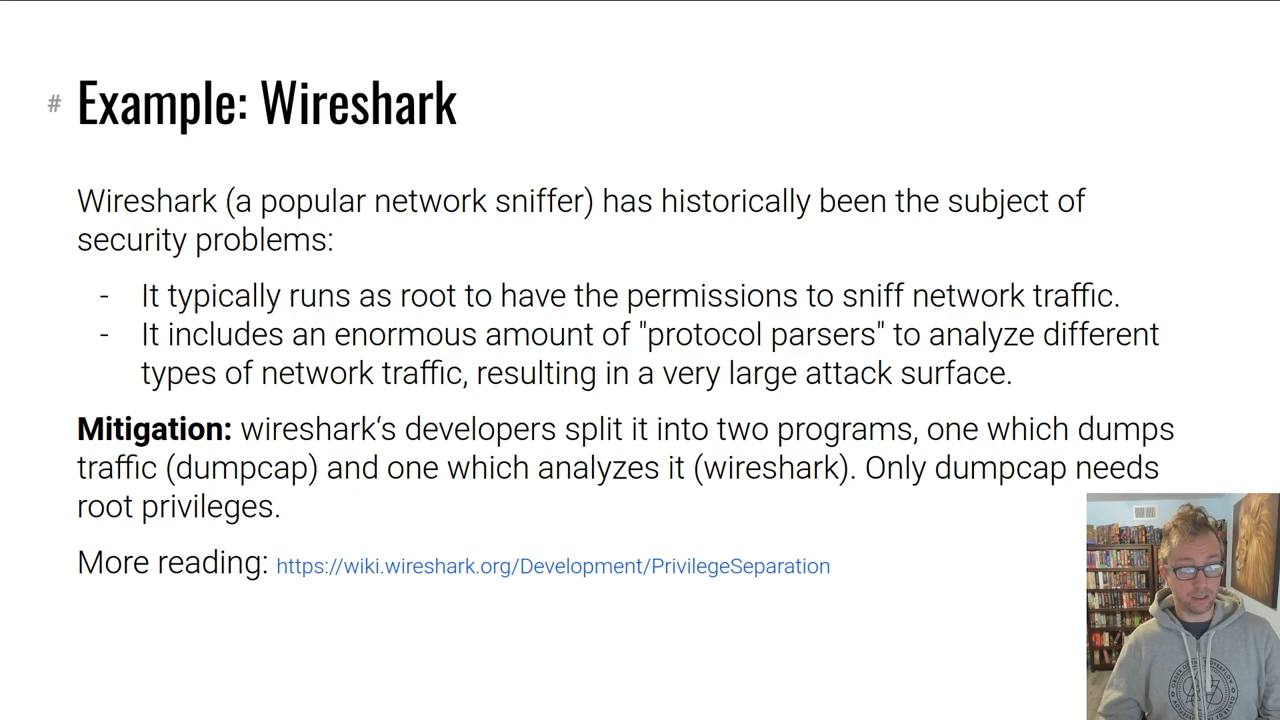 # Example: Wireshark
Wireshark (a popular network sniffer) has historically been the subject of
security problems:
- It typically runs as root to have the permissions to sniff network traffic.
- It includes an enormous amount of "protocol parsers" to analyze different
types of network traffic, resulting in a very large attack surface.
Mitigation: wireshark‘s developers split it into two programs, one which dumps
traffic (dumpcap) and one which analyzes it (wireshark). Only dumpcap needs
root privileges.
More reading: https://wiki.wireshark.org/Development/PrivilegeSeparation